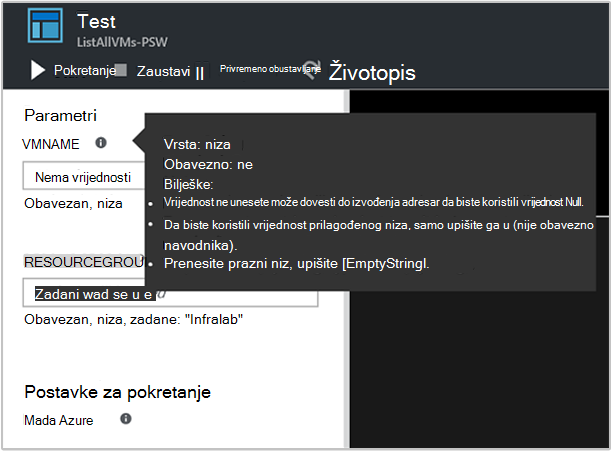 Test
ListAllVMs-PSW
Pokretanje Zaustavi || Privremeno obustavljanje Životopis
Parametri
VMNAME
Nema vrijednosti
Obavezan, niza
Vrsta: niza
Obavezno: ne
Bilješke:
Vrijednost ne unesete može dovesti do izvođenja adresar da biste koristili vrijednost Null.
Da biste koristili vrijednost prilagođenog niza, samo upišite ga u (nije obavezno
navodnika).
Prenesite prazni niz, upišite [EmptyStringl.
RESOURCEGROU
Zadani wad se u e d
Obavezan, niza, zadane: "Infralab"
Postavke za pokretanje
Mada Azure